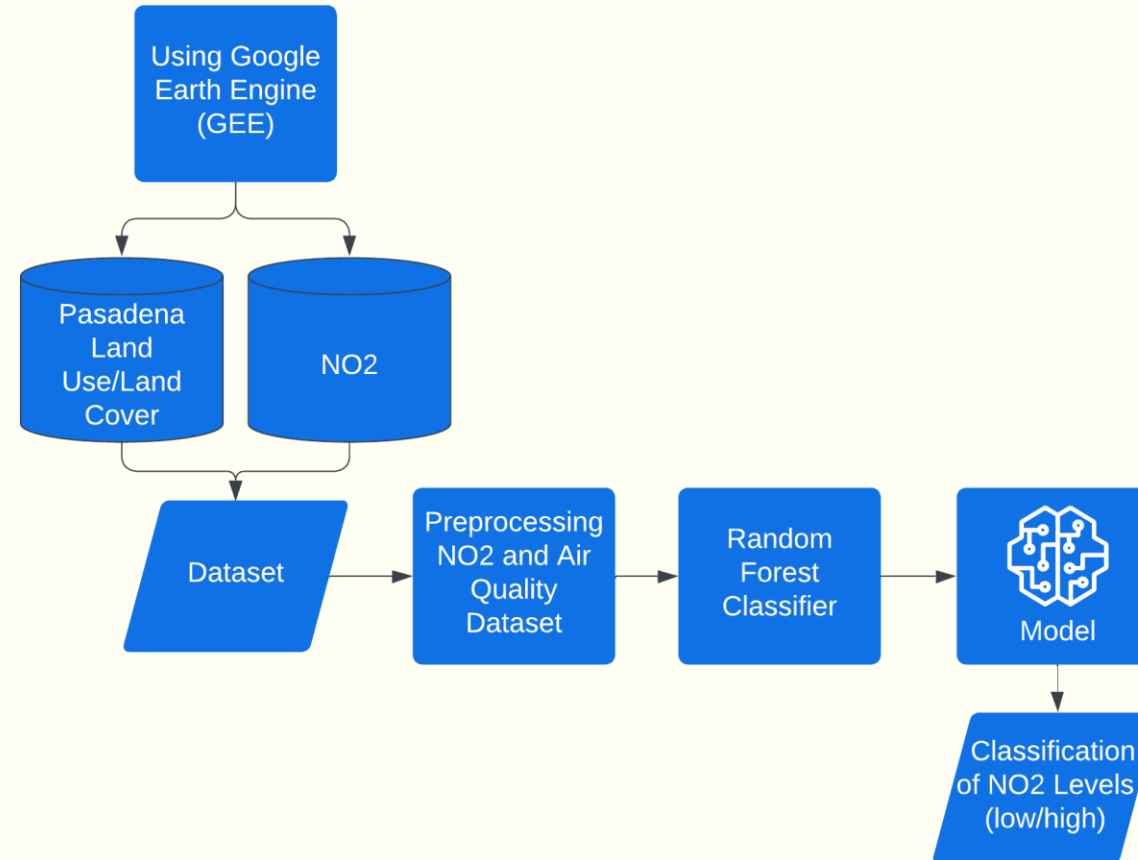 Using Google
Earth Engine
(GEE)
Pasadena
Land
Use/Land
Cover
NO2
Dataset
Preprocessing
NO2 and Air
Quality
Dataset
Random
Forest
Classifier
Model
Classification
of NO2 Levels
(low/high)